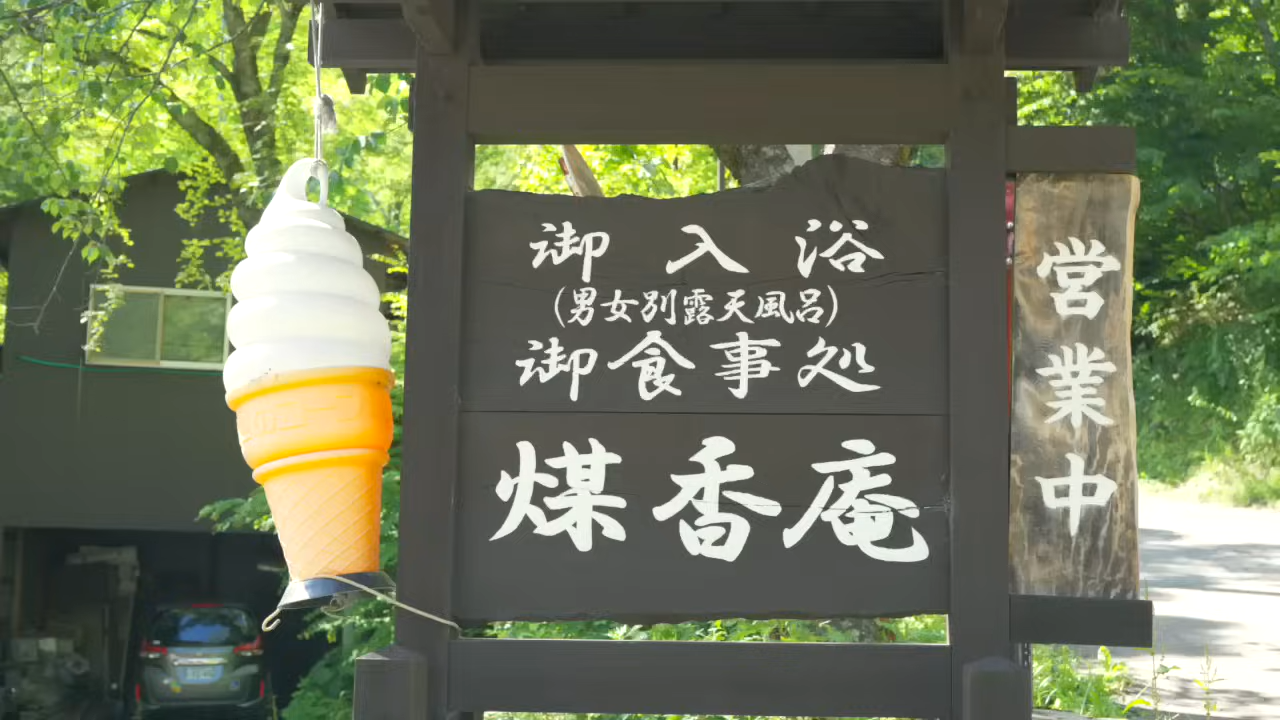 御入浴
(男女別露天風呂)
御食事処
煤香庵
営業中